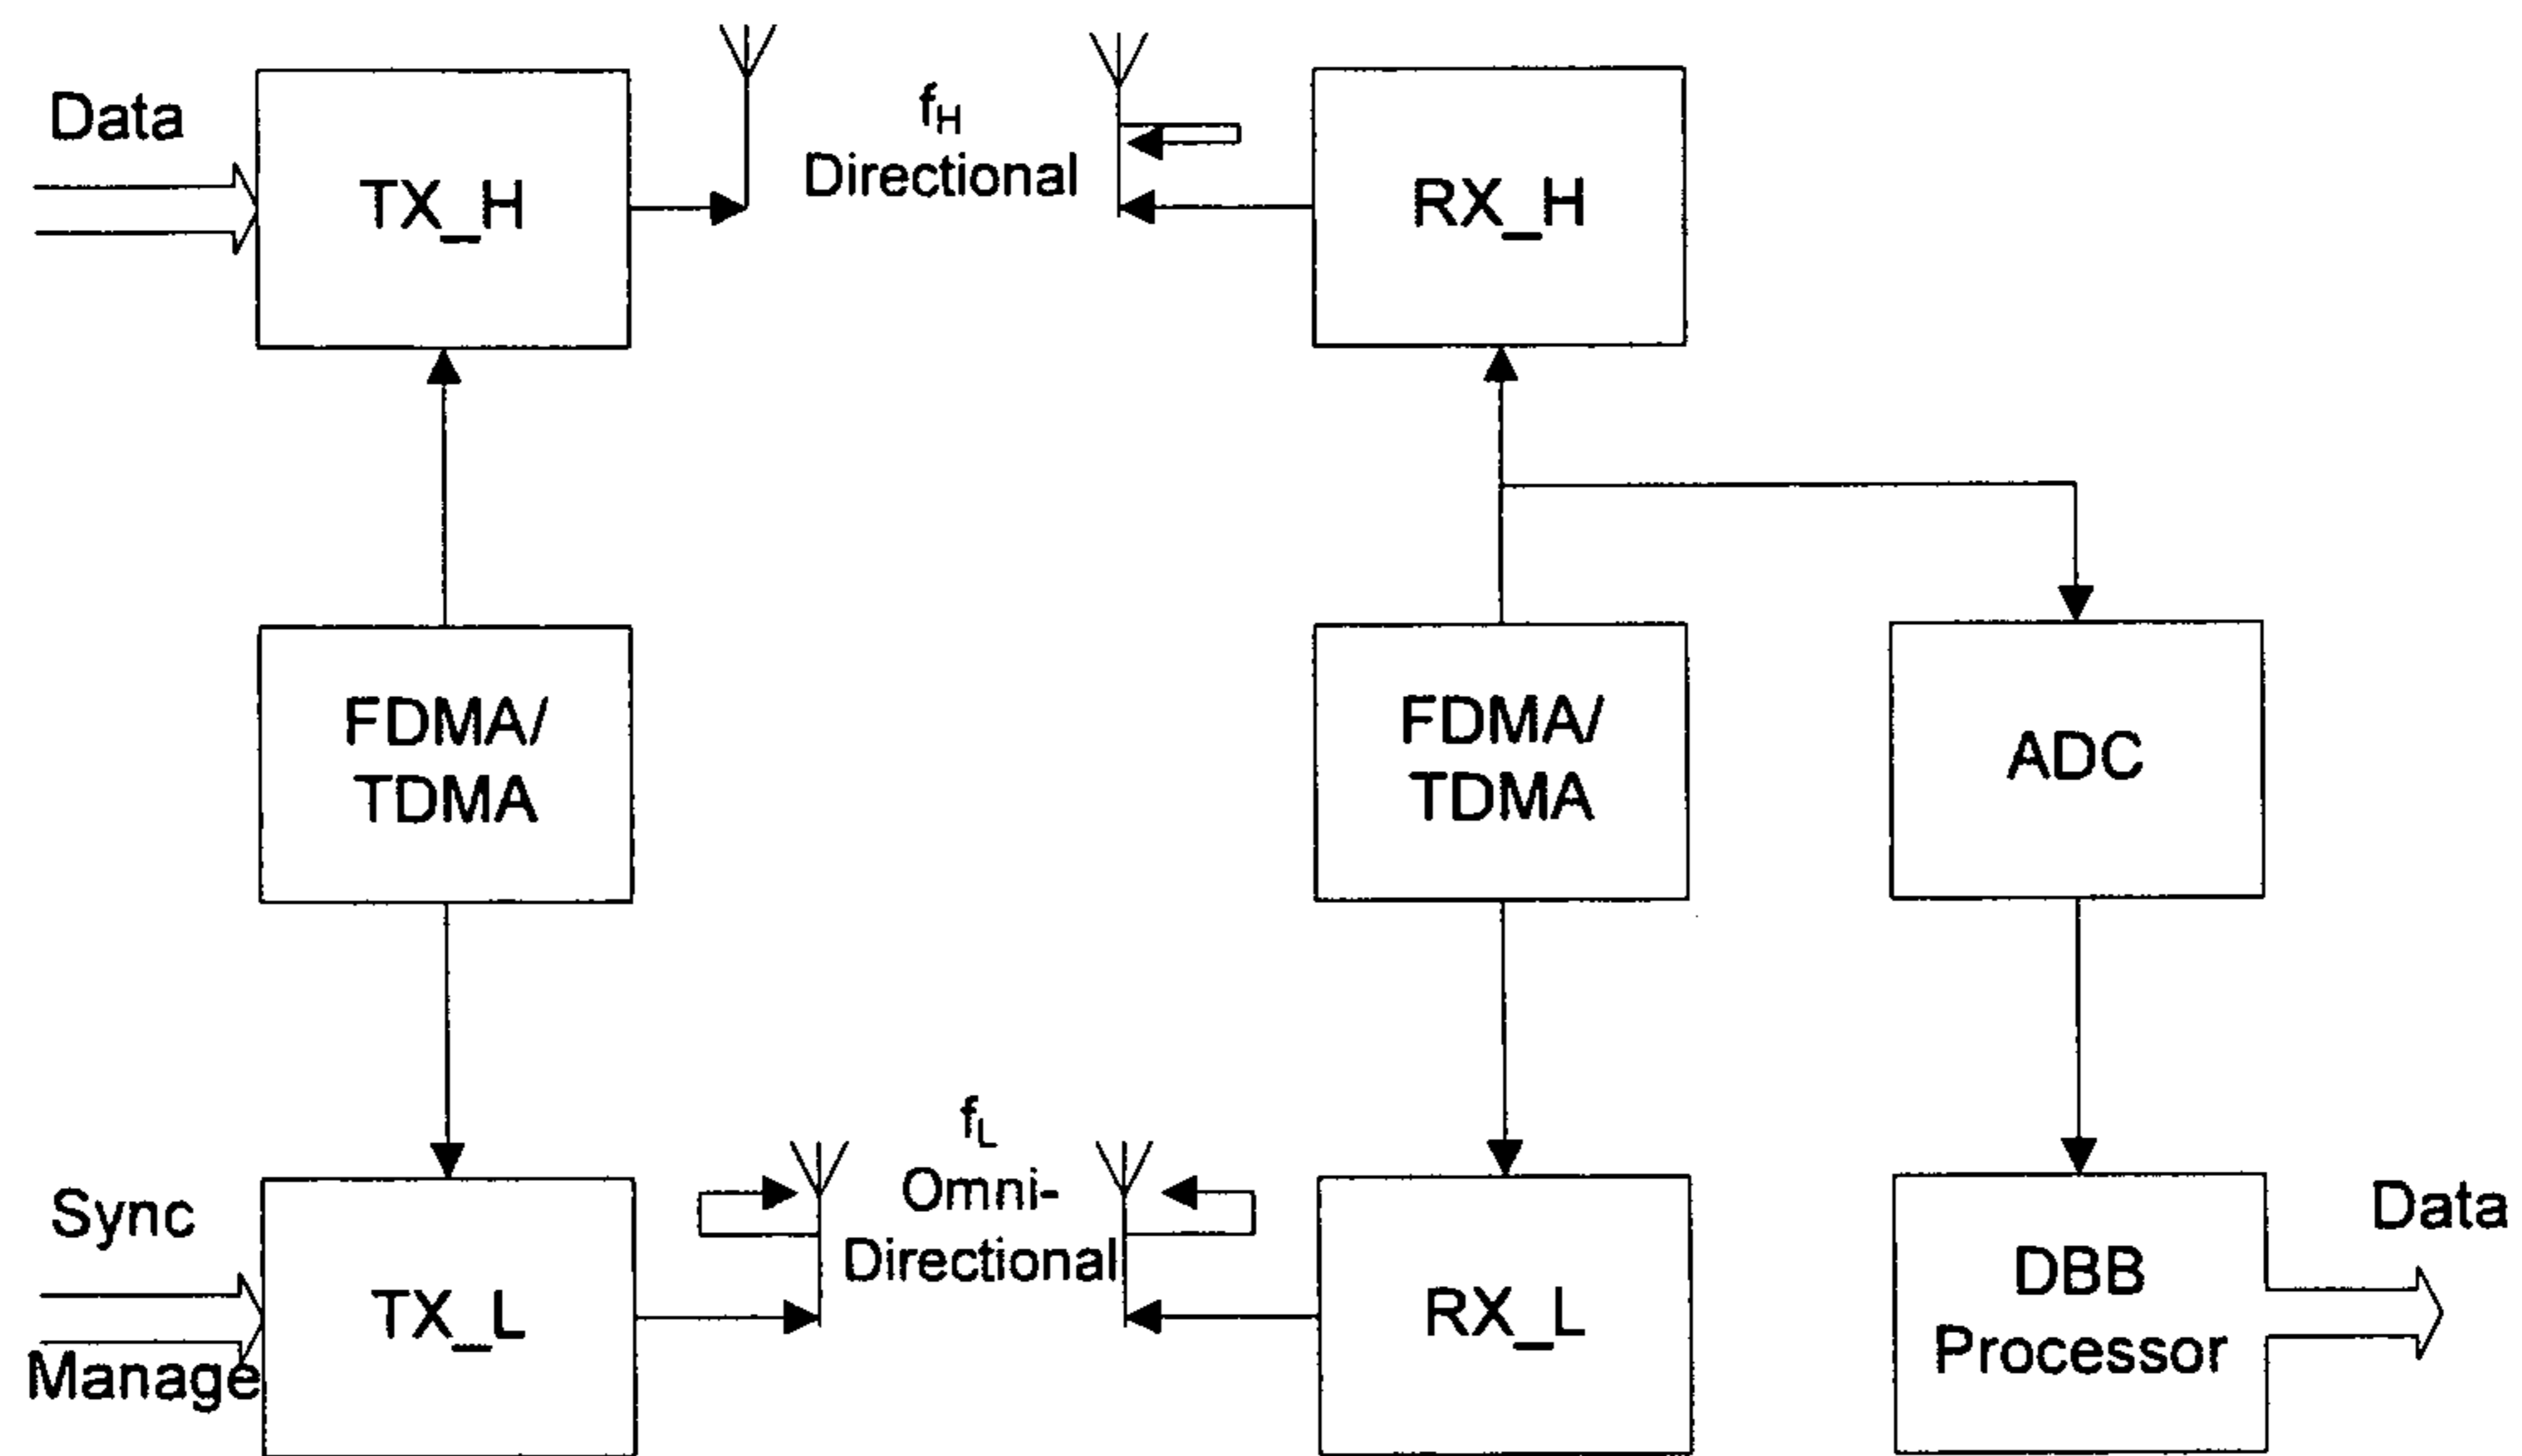 Data
TX_H
fH
Directional
RX_H
FDMA/
TDMA
FDMA/
TDMA
ADC
Sync
Manage
TX_L
fL
Omni-
Directional
RX_L
DBB
Processor
Data